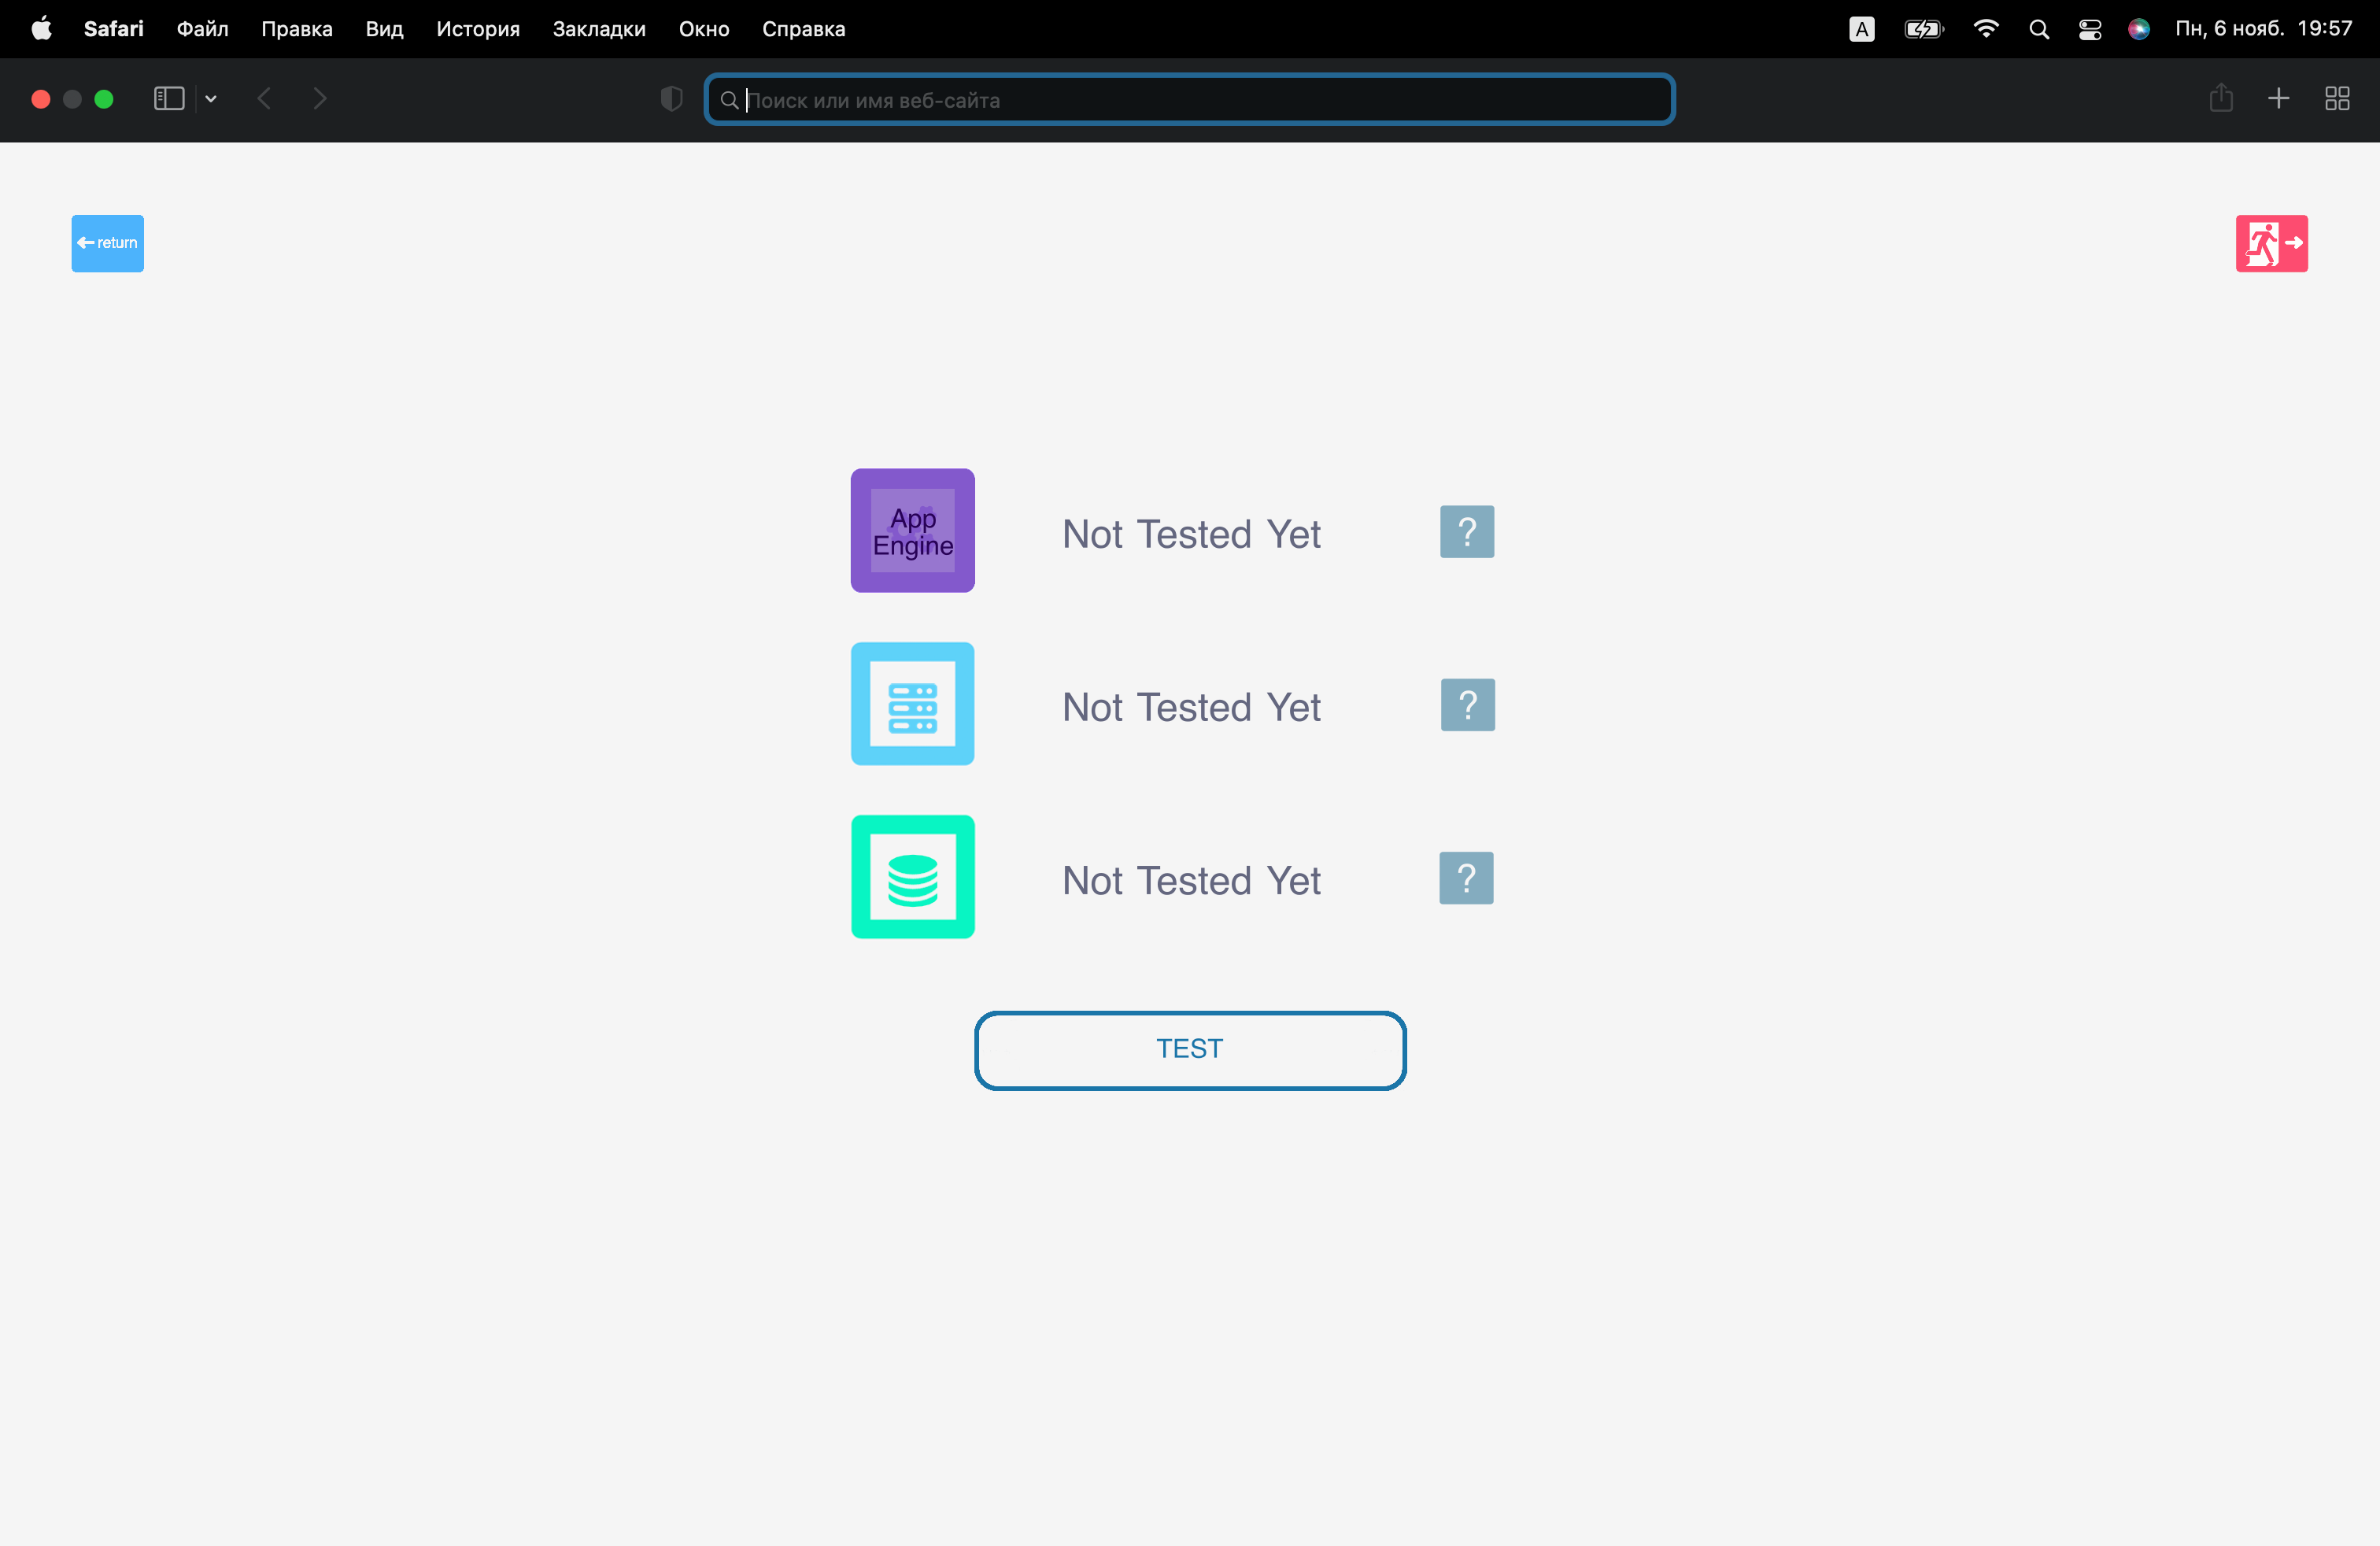 Safari Файл Правка Вид История Закладки Окно Справка A Пн, 6 нояб. 19:57
Поиск или имя веб-сайта
return
App
Engine
Not Tested Yet ?
Not Tested Yet ?
Not Tested Yet ?
TEST